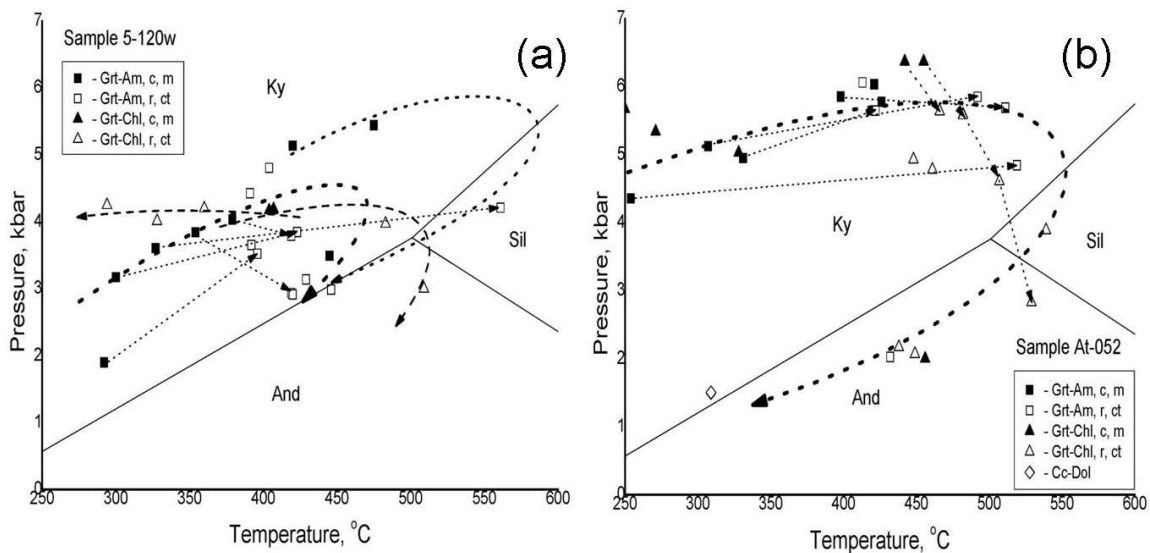 (a)
Sample 5-120w
- Grt-Am, c, m
- Grt-Am, r, ct
- Grt-Chl, c, m
- Grt-Chl, r, ct
Ky
Sil
And
Pressure, kbar
7
6
5
4
3
2
1
0
250 300 350 400 450 500 550 600
Temperature, °C
(b)
Ky
Sil
And
Sample At-052
- Grt-Am, c, m
- Grt-Am, r, ct
- Grt-Chl, c, m
- Grt-Chl, r, ct
- Cc-Dol
Pressure, kbar
7
6
5
4
3
2
1
0
250 300 350 400 450 500 550 600
Temperature, °C